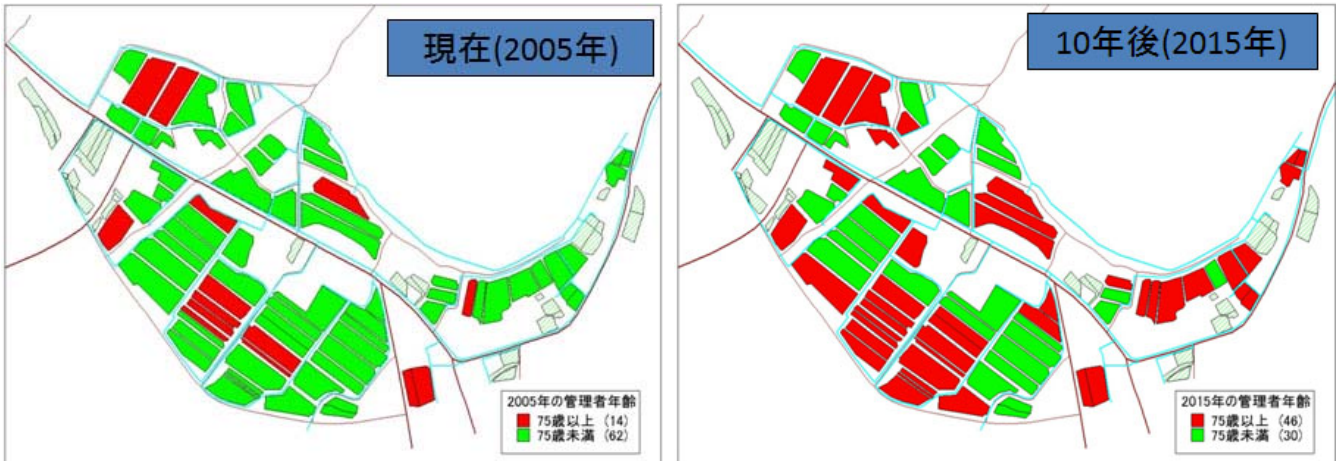 現在(2005年)
2005年の管理者年齢
75歳以上 (14)
75歳未満 (62)
10年後(2015年)
2015年の管理者年齢
75歳以上 (46)
75歳未満 (30)